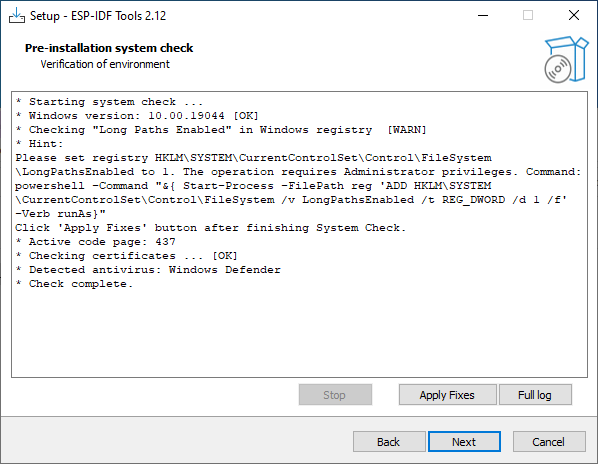 Setup - ESP-IDF Tools 2.12
Pre-installation system check
Verification of environment
* Starting system check ...
* Windows version: 10.00.19044 [OK]
* Checking "Long Paths Enabled" in Windows registry  [WARN]
* Hint:
Please set registry HKLM\SYSTEM\CurrentControlSet\Control\FileSystem
\LongPathsEnabled to 1. The operation requires Administrator privileges. Command:
powershell -Command "&{ Start-Process -FilePath reg 'ADD HKLM\SYSTEM
\CurrentControlSet\Control\FileSystem /v LongPathsEnabled /t REG_DWORD /d 1 /f'
-Verb runAs}"
Click 'Apply Fixes' button after finishing System Check.
* Active code page: 437
* Checking certificates ... [OK]
* Detected antivirus: Windows Defender
* Check complete.
Stop
Apply Fixes
Full log
Back
Next
Cancel